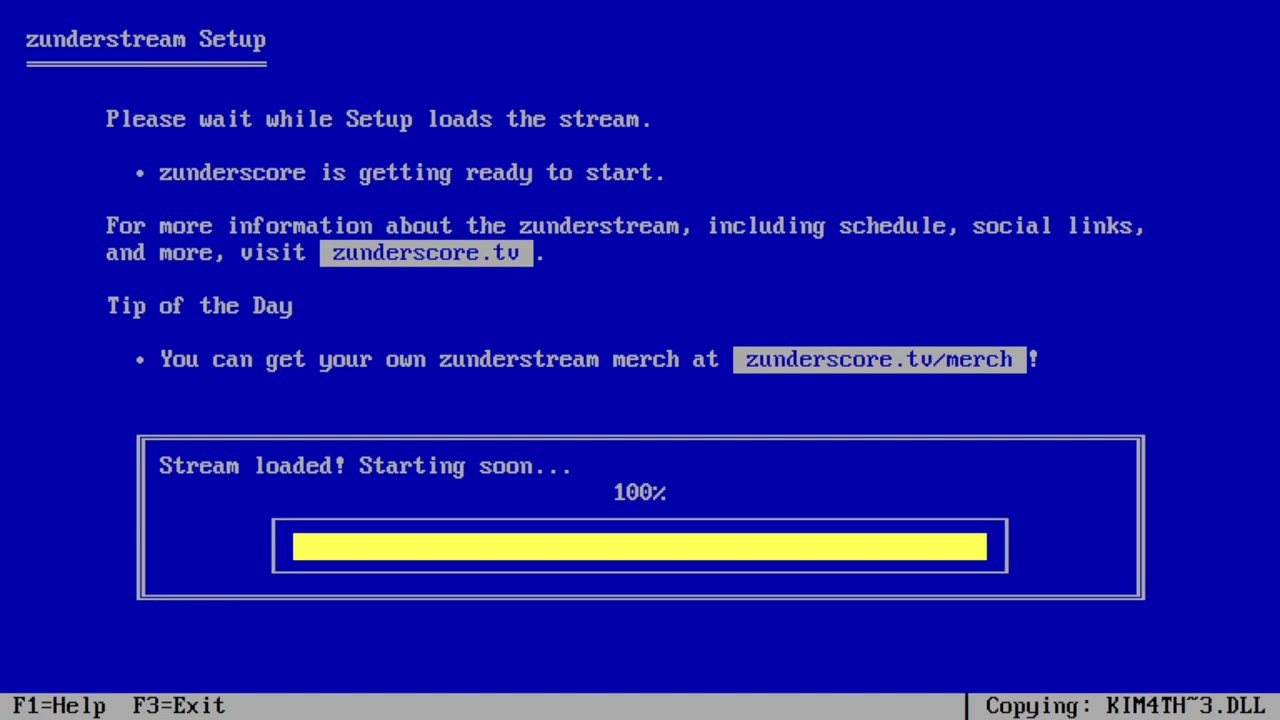 zunderstream Setup
Please wait while Setup loads the stream.
• zunderscore is getting ready to start.
For more information about the zunderstream, including schedule, social links,
and more, visit zunderscore.tv .
Tip of the Day
• You can get your own zunderstream merch at zunderscore.tv/merch !
Stream loaded! Starting soon...
100%
F1=Help F3=Exit | Copying: KIM4TH~3.DLL